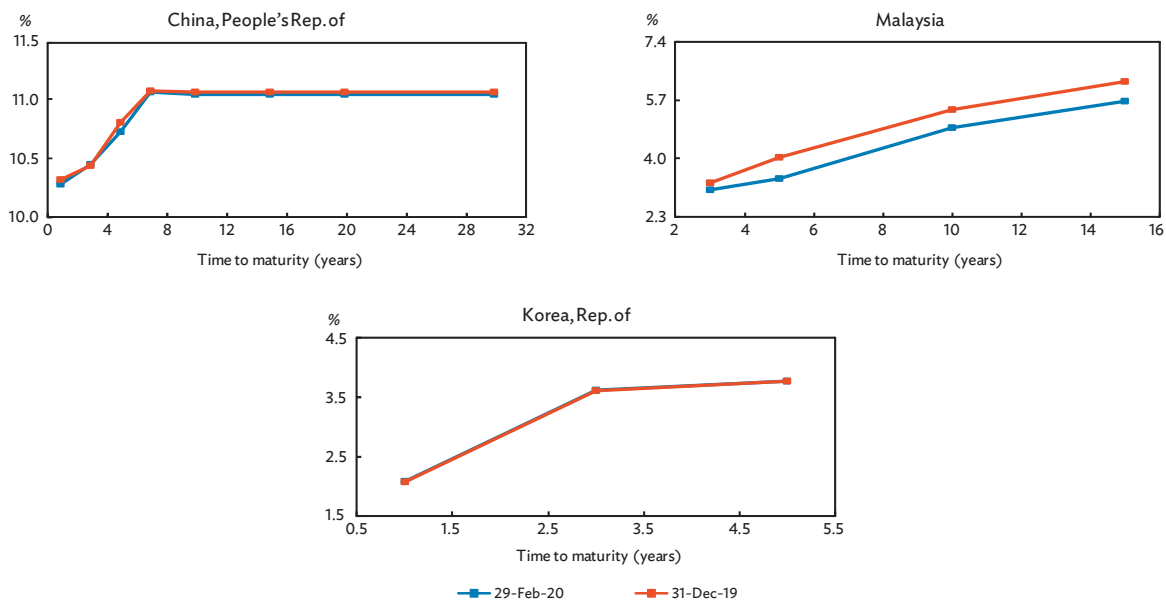 China, People's Rep. of
%
11.5
11.0
10.5
10.0
0 4 8 12 16 20 24 28 32
Time to maturity (years)
Malaysia
%
7.4
5.7
4.0
2.3
2 4 6 8 10 12 14 16
Time to maturity (years)
Korea, Rep. of
%
4.5
3.5
2.5
1.5
0.5 1.5 2.5 3.5 4.5 5.5
Time to maturity (years)
29-Feb-20 31-Dec-19